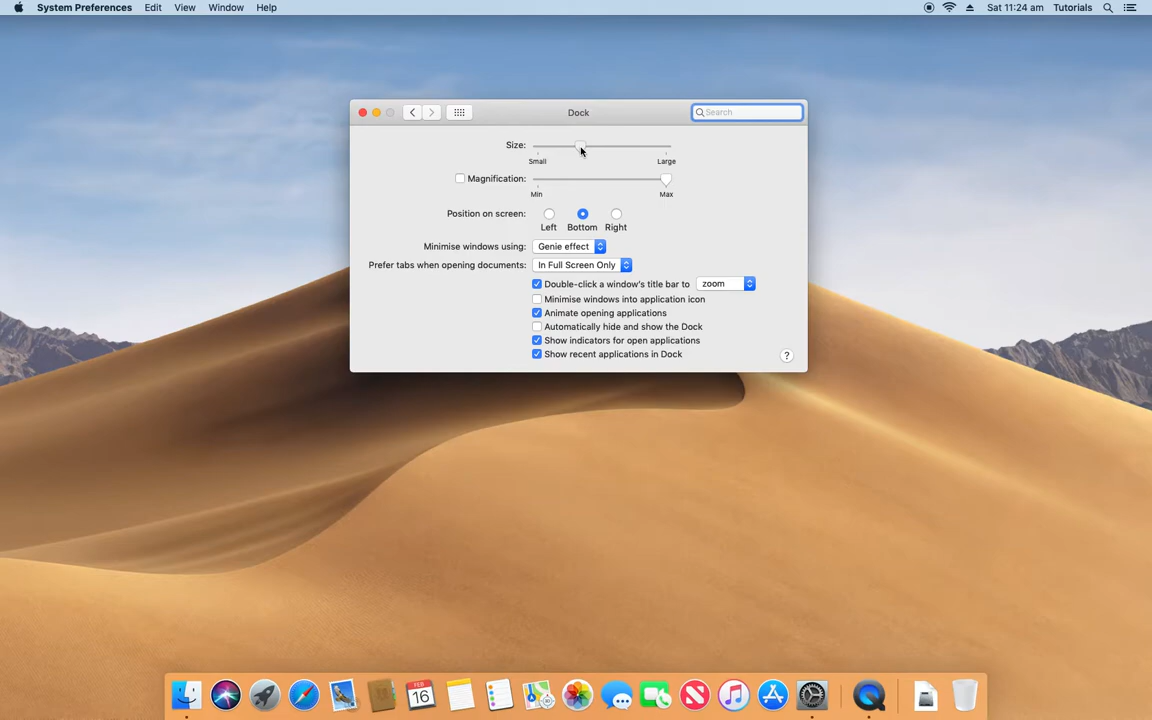 System Preferences Edit View Window Help Sat 11:24 am Tutorials
Dock Search
Size:
Small Large
Magnification:
Min Max
Position on screen:
Left Bottom Right
Minimise windows using: Genie effect
Prefer tabs when opening documents: In Full Screen Only
Double-click a window's title bar to zoom
Minimise windows into application icon
Animate opening applications
Automatically hide and show the Dock
Show indicators for open applications
Show recent applications in Dock
?
FEB
16